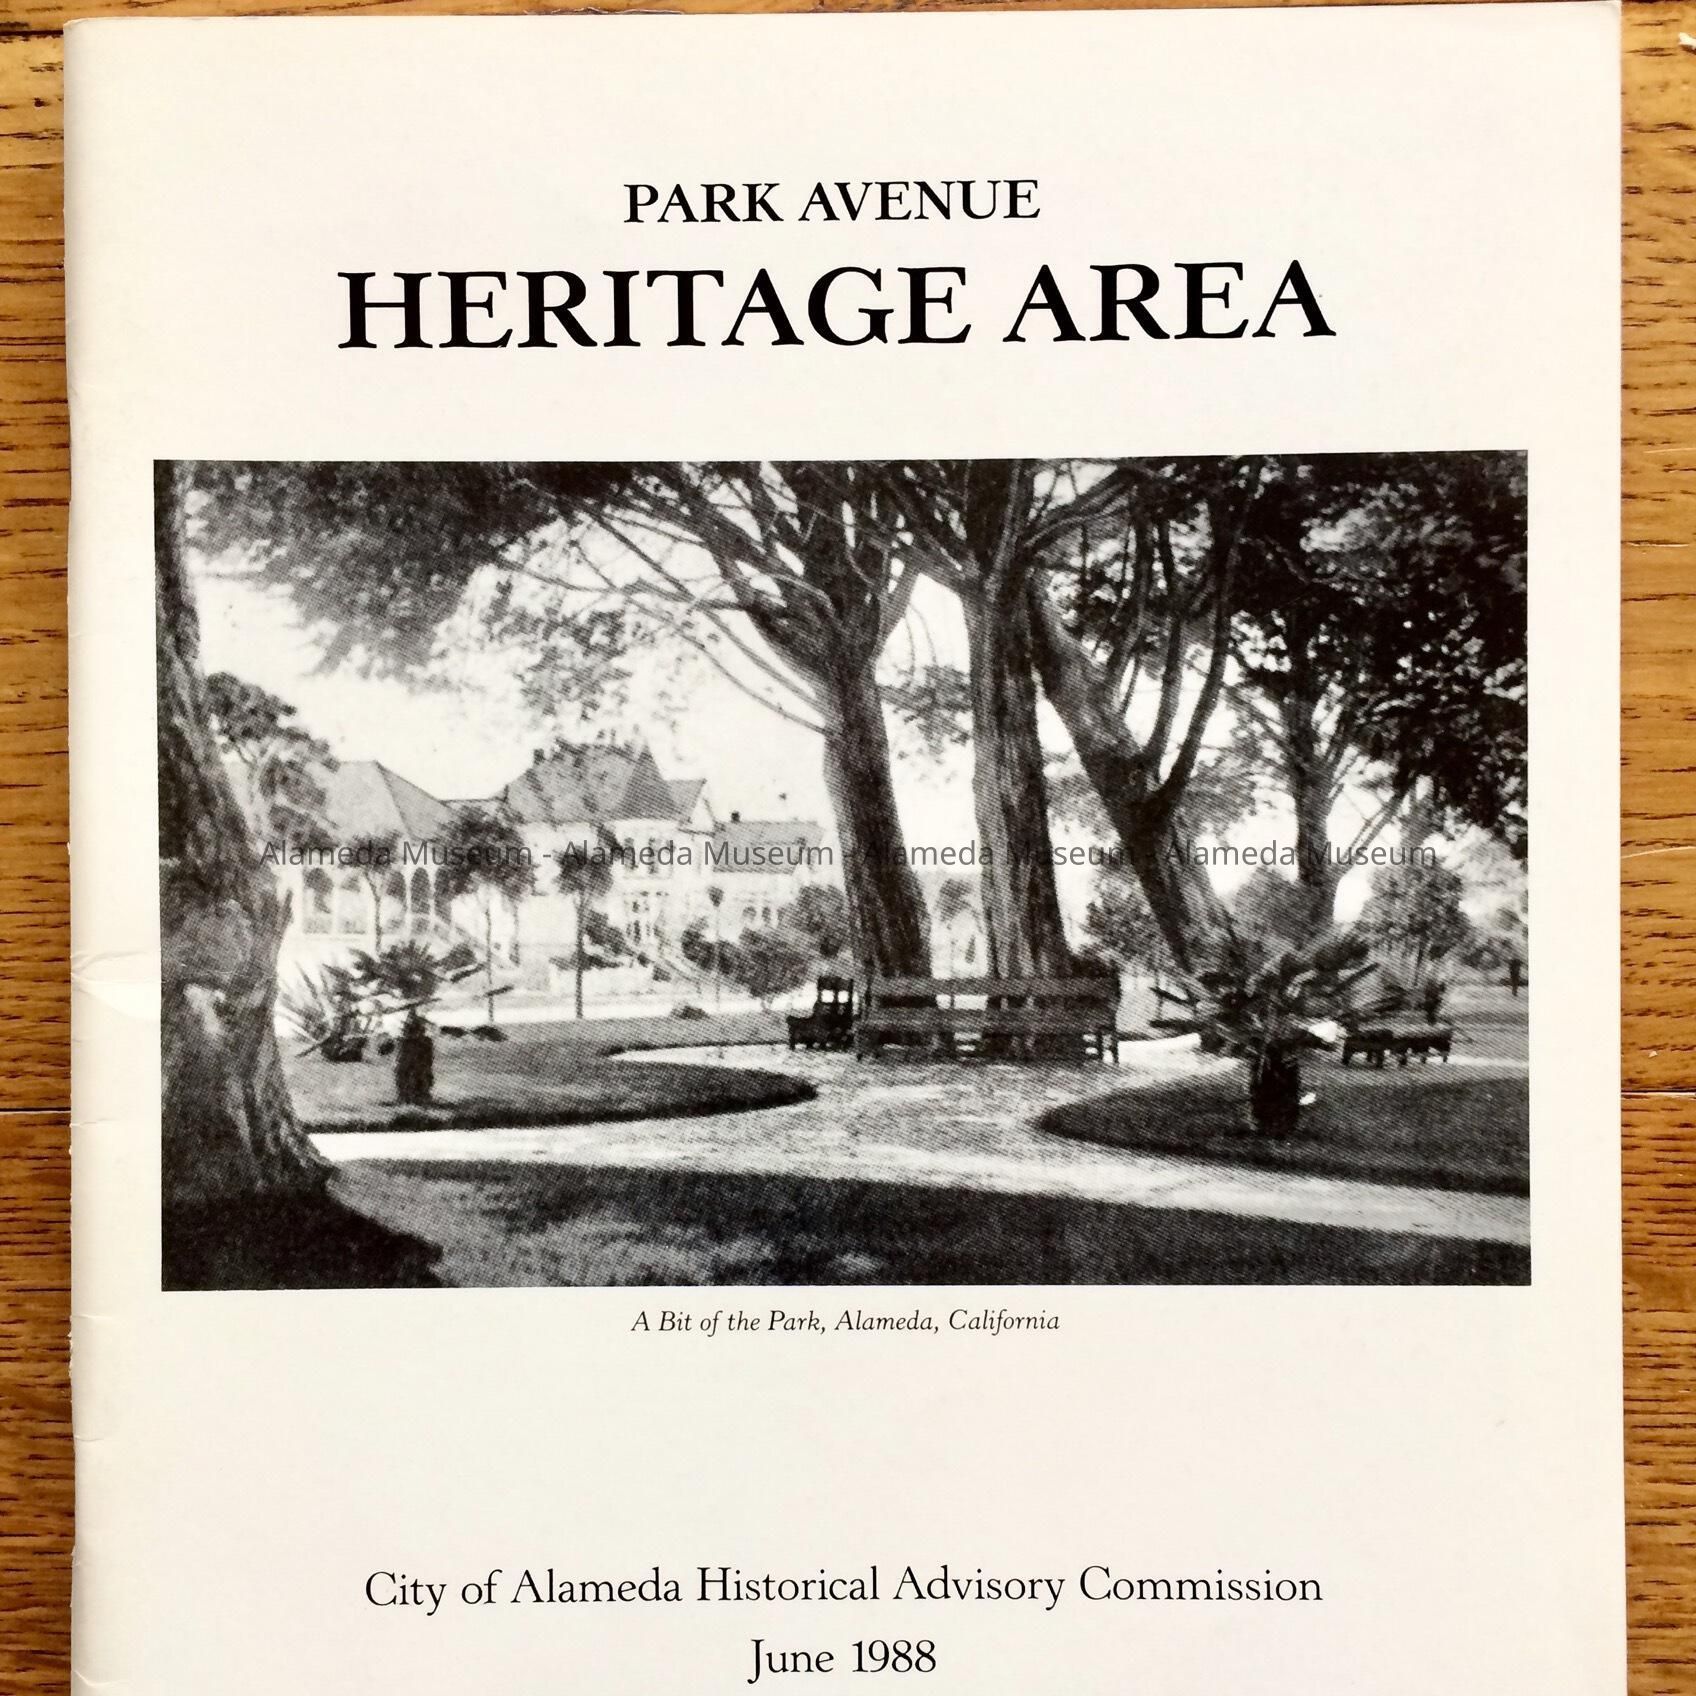 PARK AVENUE
HERITAGE AREA
Alameda Museum - Alameda Museum - Alameda Museum - Alameda Museum
A Bit of the Park, Alameda, California
City of Alameda Historical Advisory Commission
June 1988